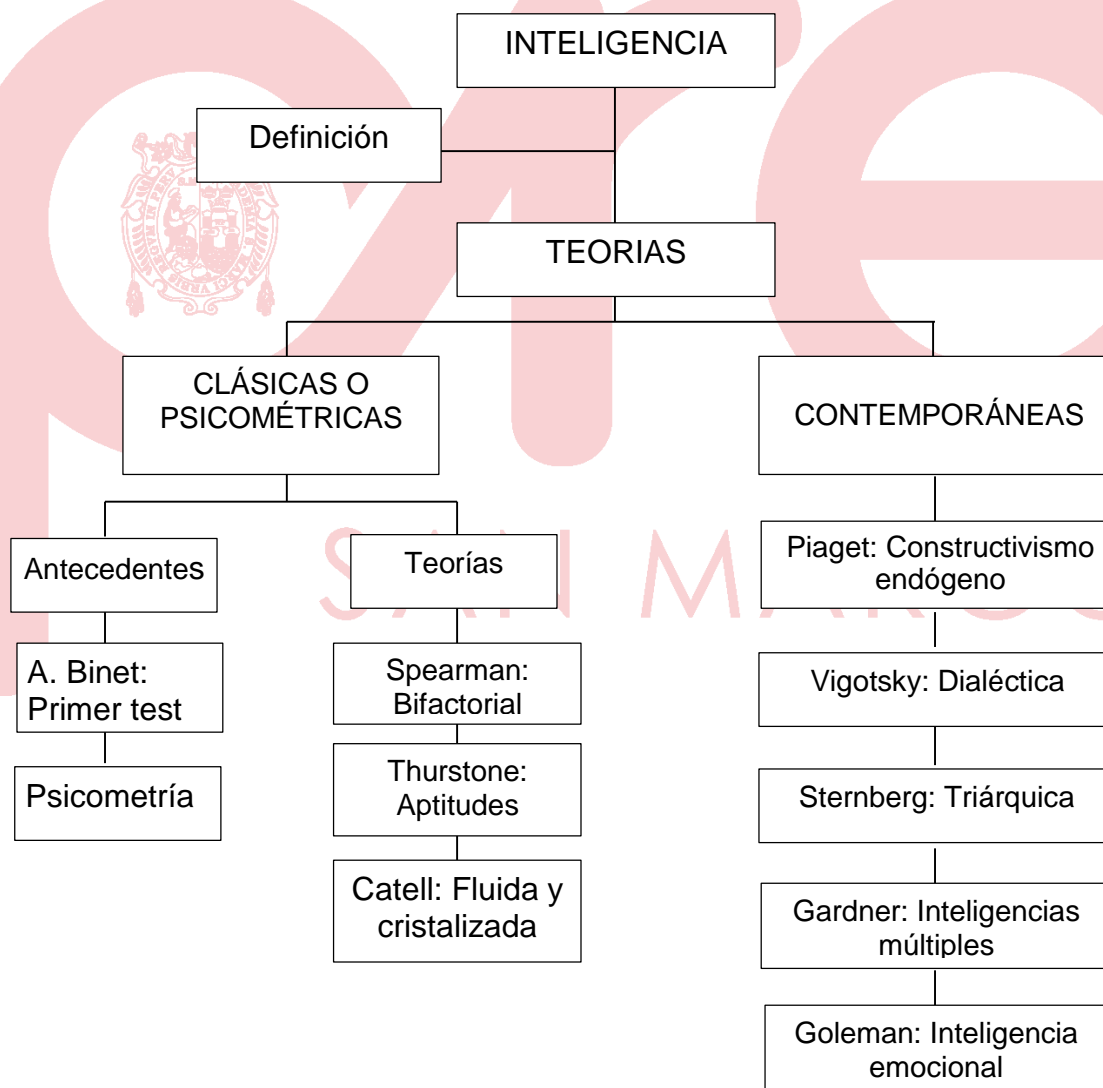 INTELIGENCIA
Definición
TEORIAS
CLÁSICAS O
PSICOMÉTRICAS
CONTEMPORÁNEAS
Antecedentes
A. Binet:
Primer test
Psicometría
Teorías
Spearman:
Bifactorial
Thurstone:
Aptitudes
Catell: Fluida y
cristalizada
Piaget: Constructivismo
endógeno
Vigotsky: Dialéctica
Sternberg: Triárquica
Gardner: Inteligencias
múltiples
Goleman: Inteligencia
emocional
pre
SAN MARCOS